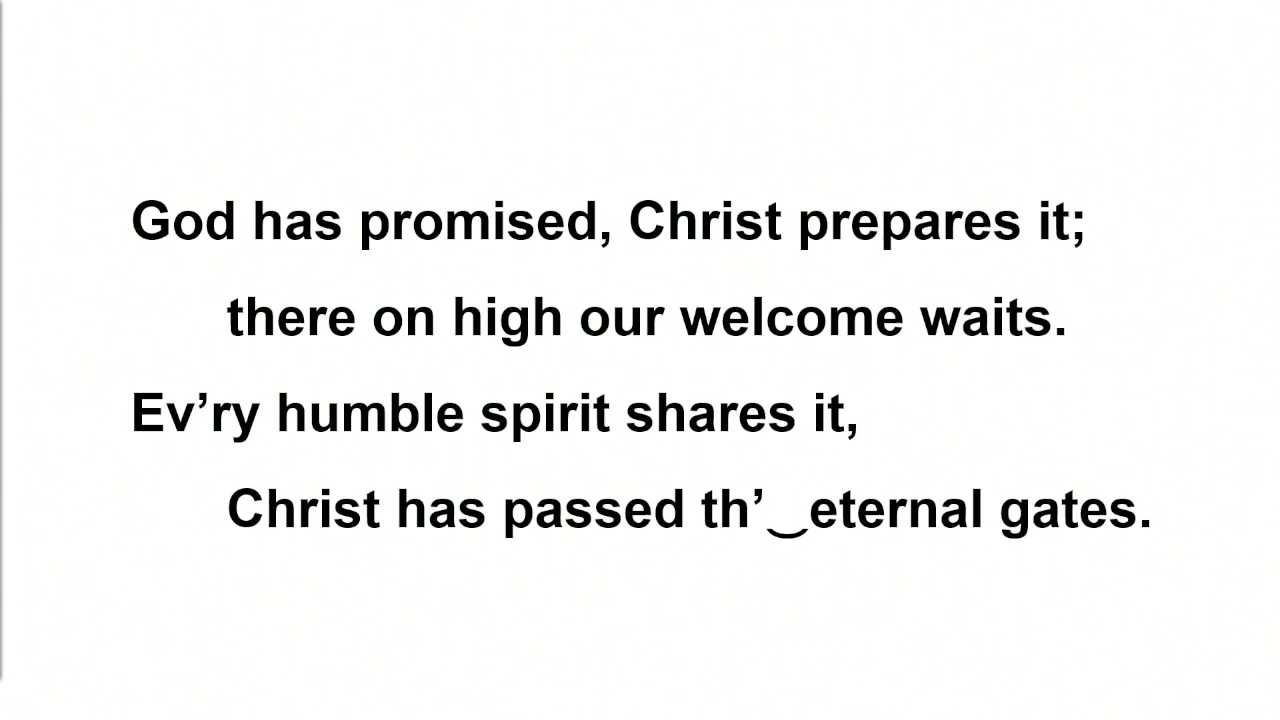 God has promised, Christ prepares it;
there on high our welcome waits.
Ev’ry humble spirit shares it,
Christ has passed th’‿eternal gates.